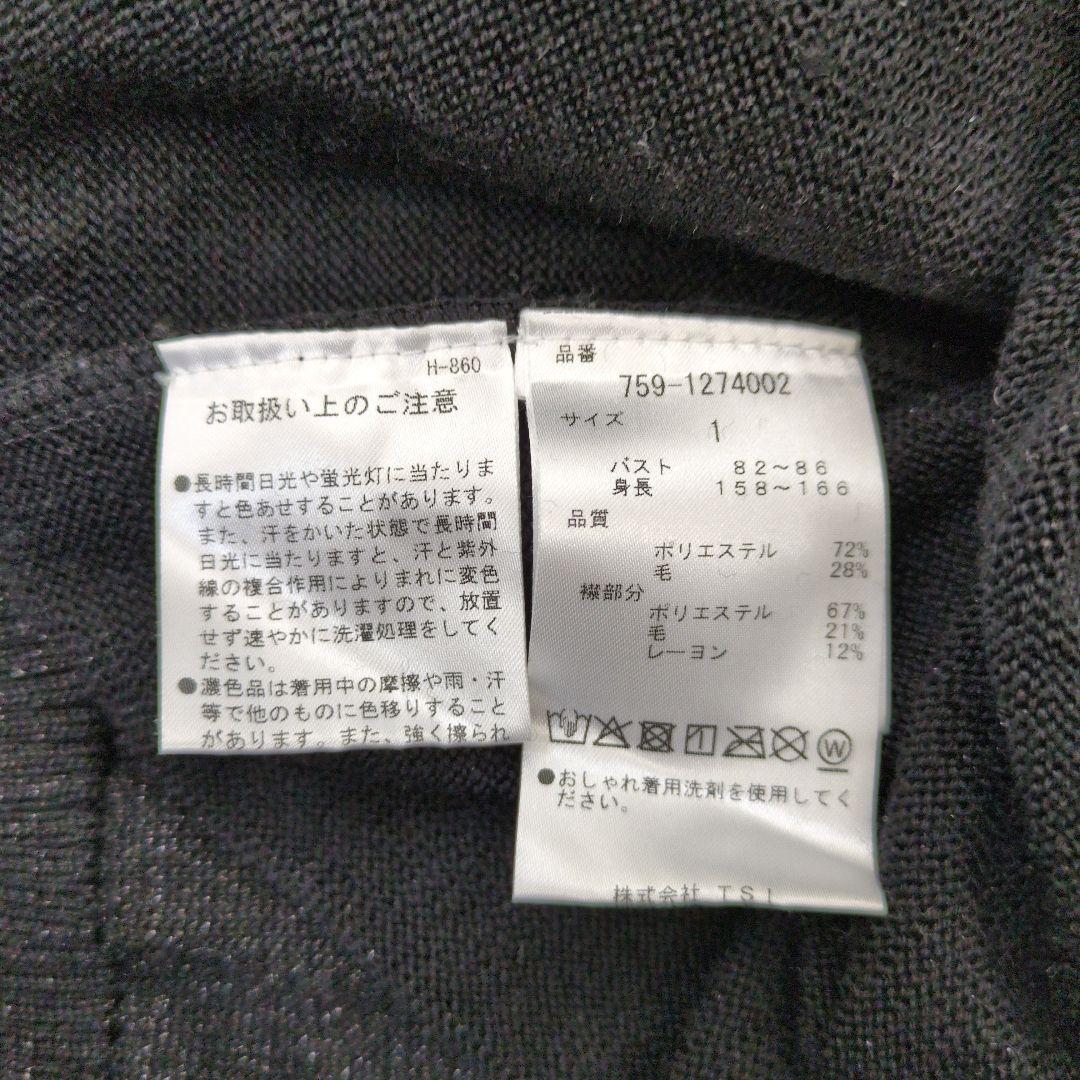 H-860
お取扱い上のご注意
●長時間日光や蛍光灯に当たりま
すと色あせすることがあります。
また、汗をかいた状態で長時間
日光に当たりますと、汗と紫外
線の複合作用によりまれに変色
することがありますので、放置
せず速やかに洗濯処理をしてく
ださい。
●濃色品は着用中の摩擦や雨・汗
等で他のものに色移りすること
があります。また、強く擦られ
品番
759-1274002
サイズ
1
バスト 82～86
身長 158～166
品質
ポリエステル 72%
毛 28%
襟部分
ポリエステル 67%
毛 21%
レーヨン 12%
W
●おしゃれ着用洗剤を使用してく
ださい。
株式会社 TSI